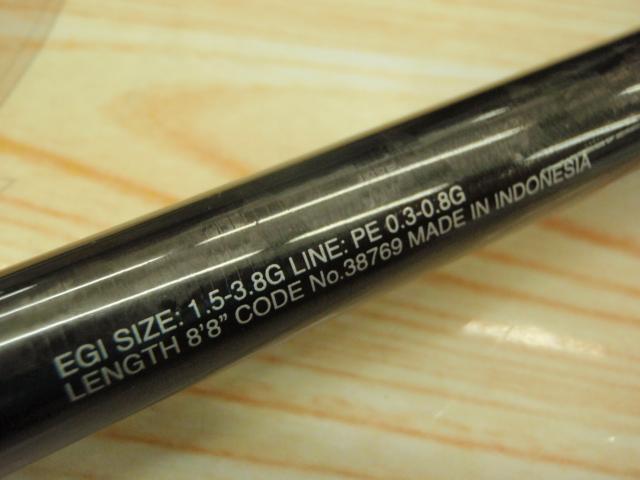 EGI SIZE: 1.5-3.8G LINE: PE 0.3-0.8G
LENGTH 8'8" CODE No.38769 MADE IN INDONESIA